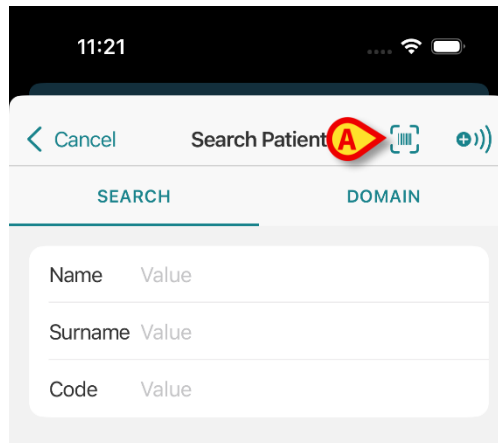 11:21
Cancel Search Patient A
SEARCH DOMAIN
Name Value
Surname Value
Code Value